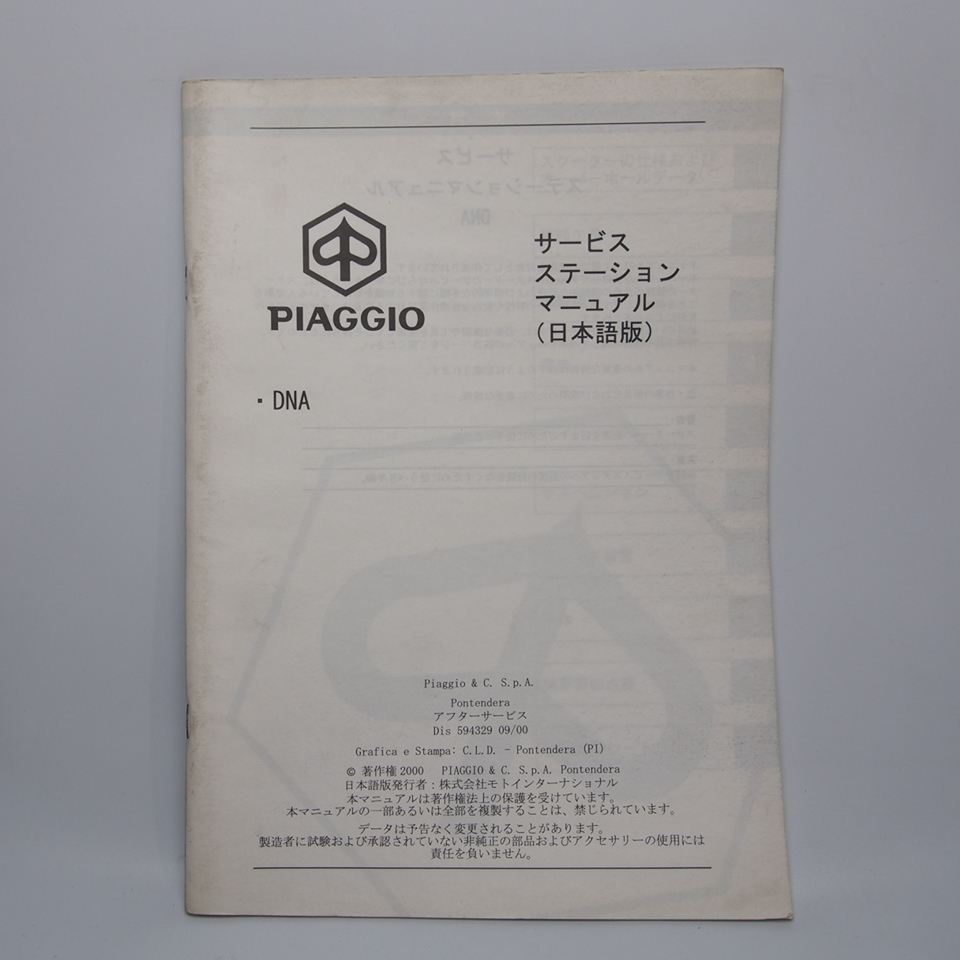 PIAGGIO
サービス
ステーション
マニュアル
(日本語版)
・DNA
Piaggio & C. S.p.A.
Pontendera
アフターサービス
Dis 594329 09/00
Grafica e Stampa: C.L.D. - Pontendera (PI)
© 著作権2000 PIAGGIO & C. S.p.A. Pontendera
日本語版発行者：株式会社モトインターナショナル
本マニュアルは著作権法上の保護を受けています。
本マニュアルの一部あるいは全部を複製することは、禁じられています。
データは予告なく変更されることがあります。
製造者に試験および承認されていない非純正の部品およびアクセサリーの使用には
責任を負いません。